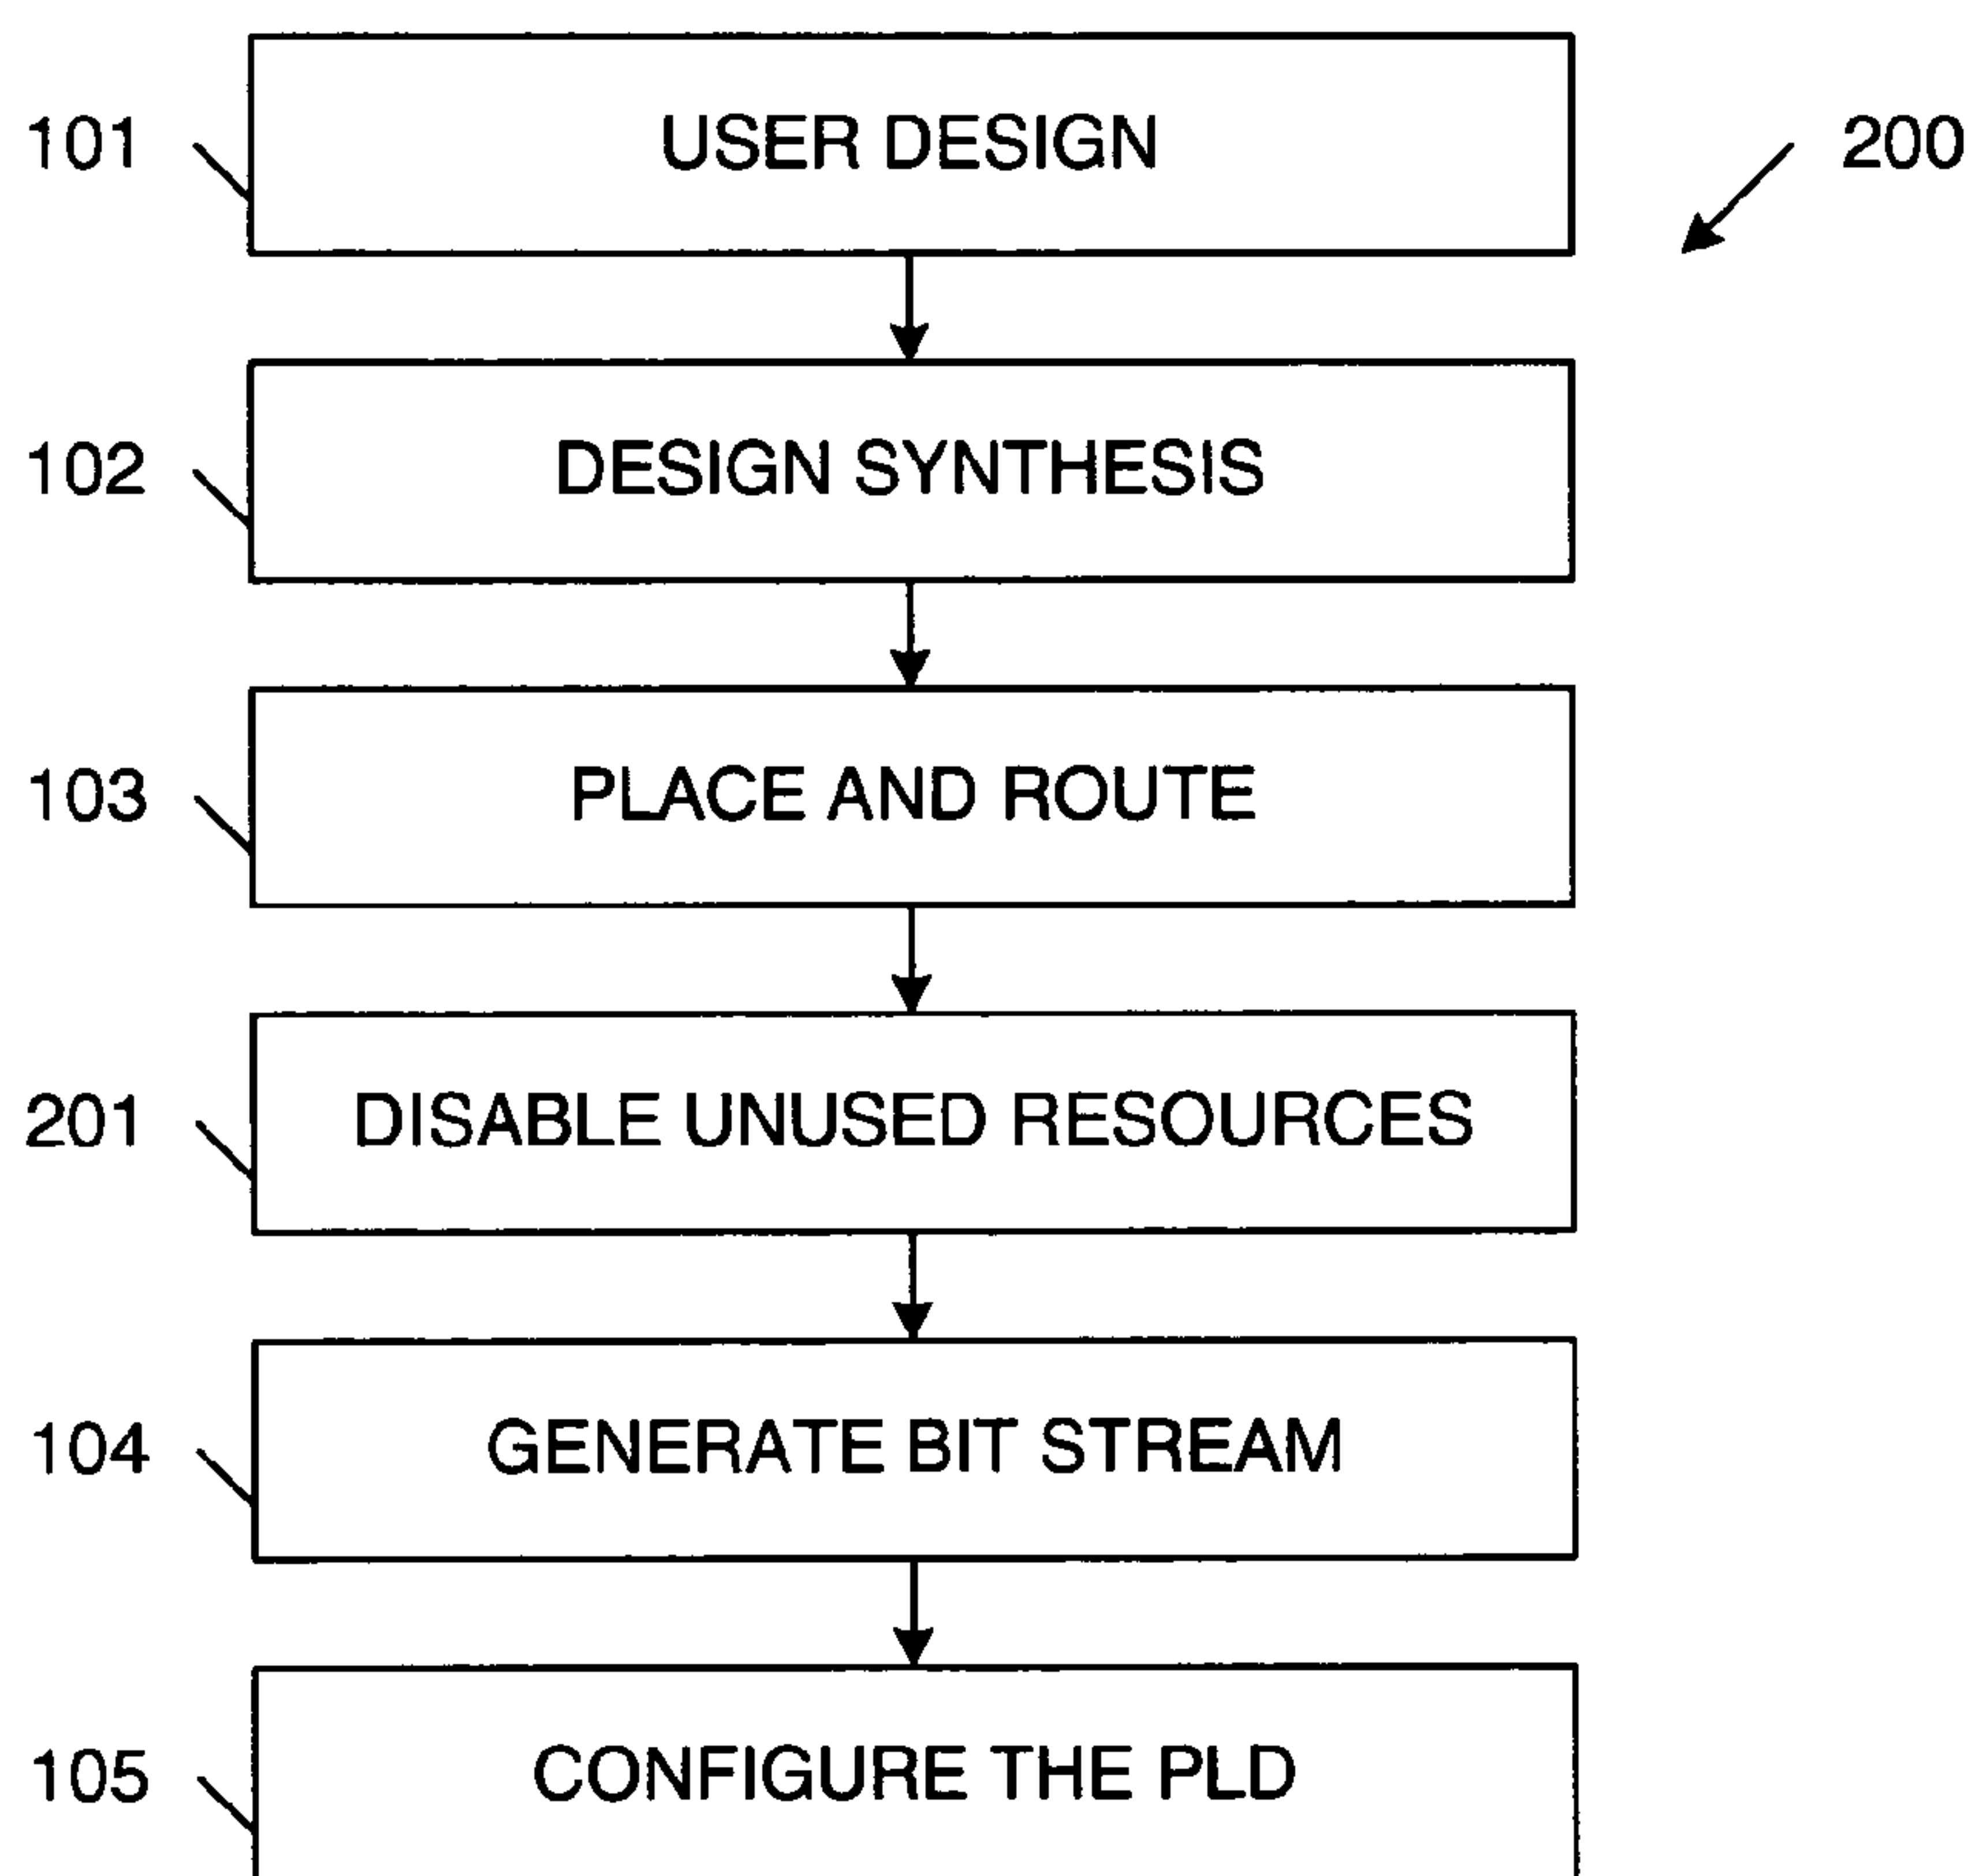 101
USER DESIGN
200
102
DESIGN SYNTHESIS
103
PLACE AND ROUTE
201
DISABLE UNUSED RESOURCES
104
GENERATE BIT STREAM
105
CONFIGURE THE PLD